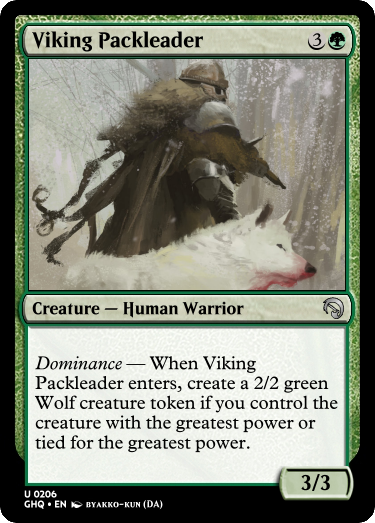 Viking Packleader 3
Creature — Human Warrior
Dominance — When Viking
Packleader enters, create a 2/2 green
Wolf creature token if you control the
creature with the greatest power or
tied for the greatest power.
3/3
U 0206
GHQ • EN BYAKKO-KUN (DA)